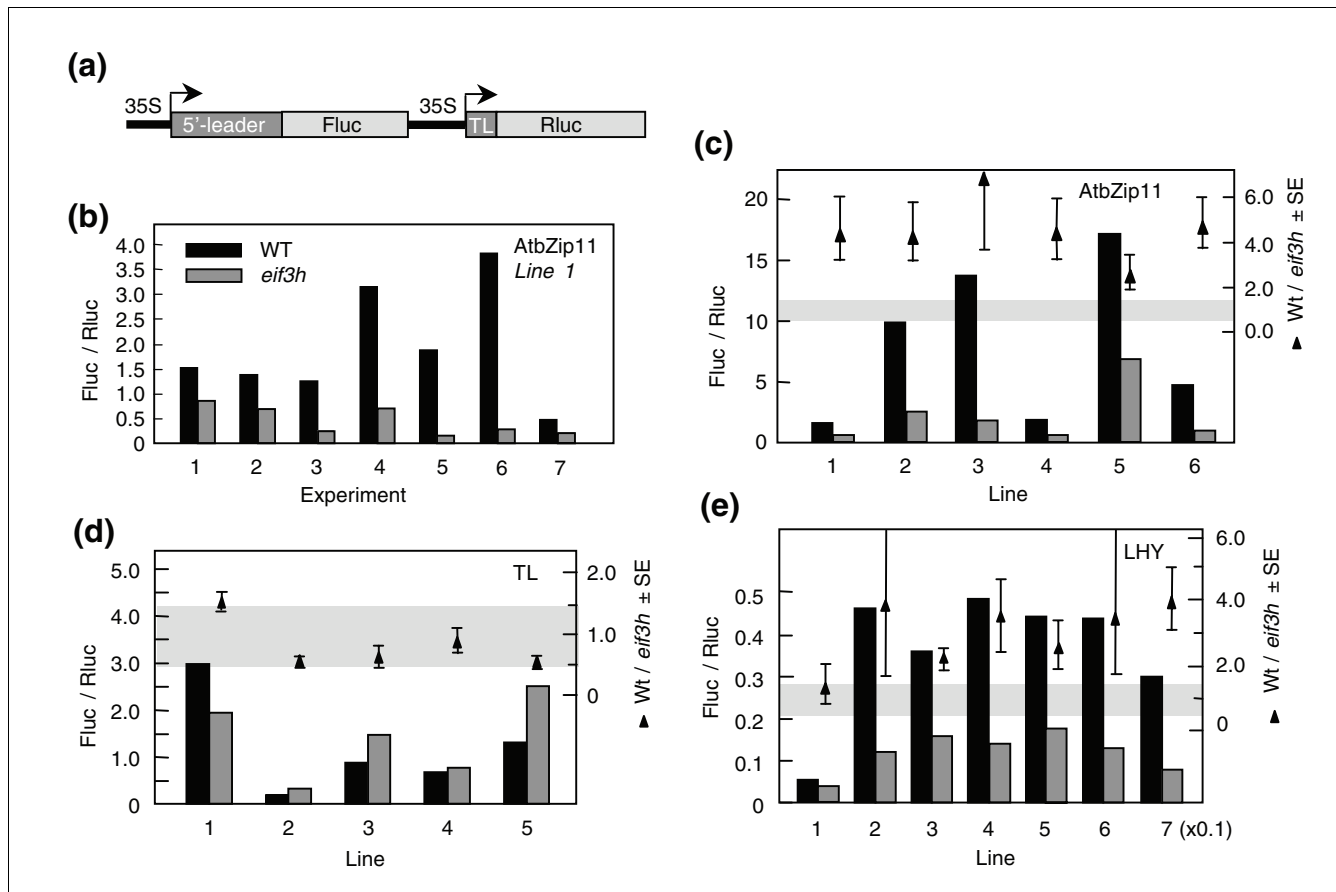 (a)
35S
35S
5'-leader
Fluc
TL
Rluc
(b)
4.0
3.5
3.0
2.5
2.0
1.5
1.0
0.5
0
Fluc / Rluc
WT
eif3h
AtbZip11
Line 1
1 2 3 4 5 6 7
Experiment
(c)
20
15
10
5
0
Fluc / Rluc
AtbZip11
6.0
4.0
2.0
0.0
▲ Wt / eif3h ± SE
1 2 3 4 5 6
Line
(d)
5.0
4.0
3.0
2.0
1.0
0
Fluc / Rluc
TL
2.0
1.0
0
▲ Wt / eif3h ± SE
1 2 3 4 5
Line
(e)
0.5
0.4
0.3
0.2
0.1
0
Fluc / Rluc
LHY
6.0
4.0
2.0
0
▲ Wt / eif3h ± SE
1 2 3 4 5 6 7 (x0.1)
Line